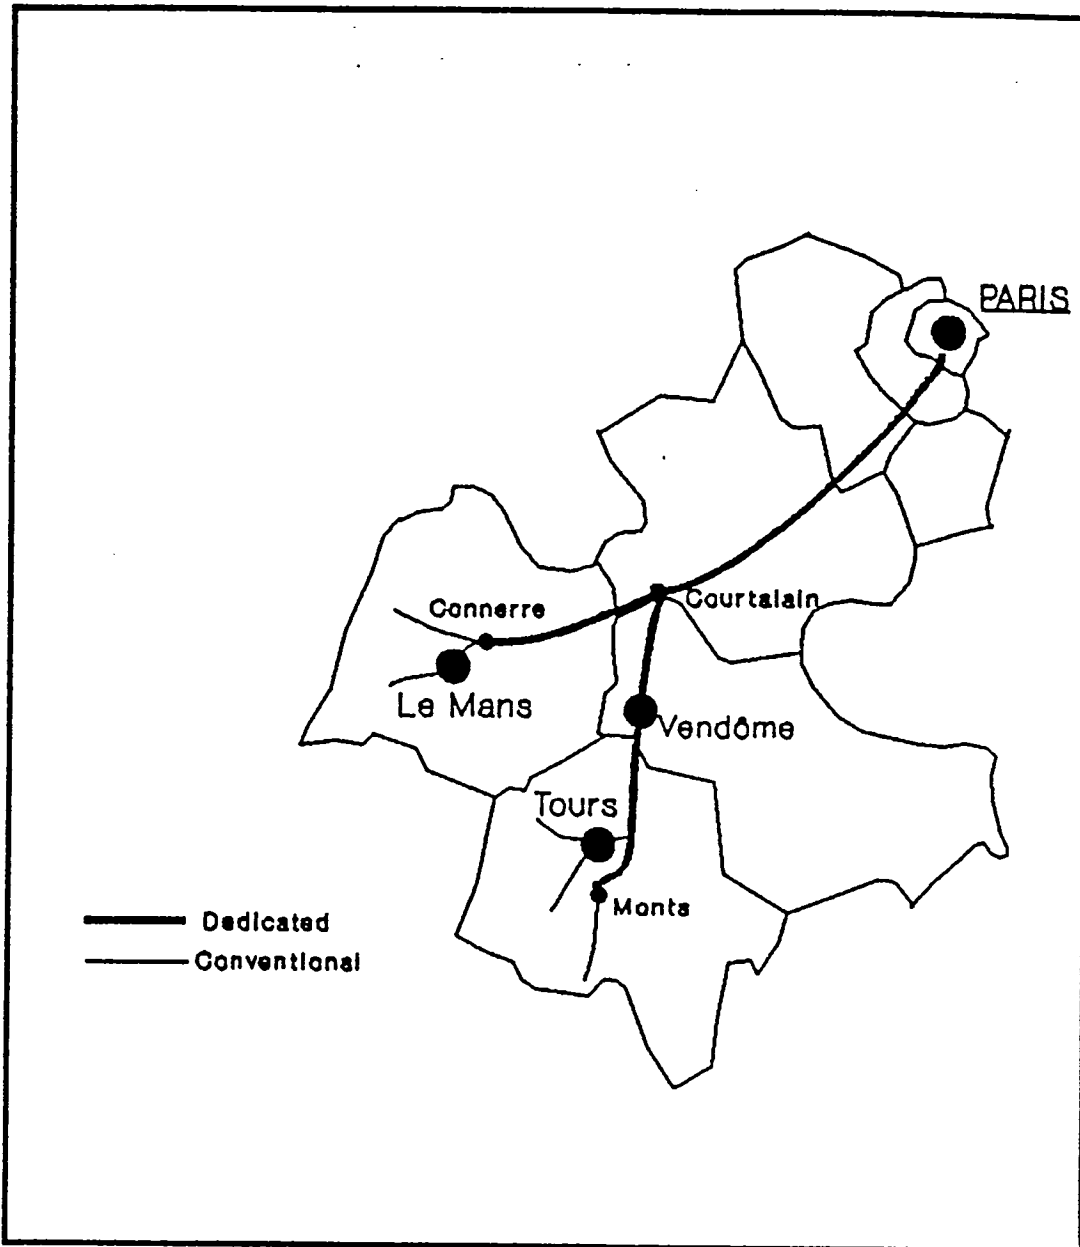 PARIS
Courtalain
Connerre
Le Mans
Vendôme
Tours
Monts
Dedicated
Conventional